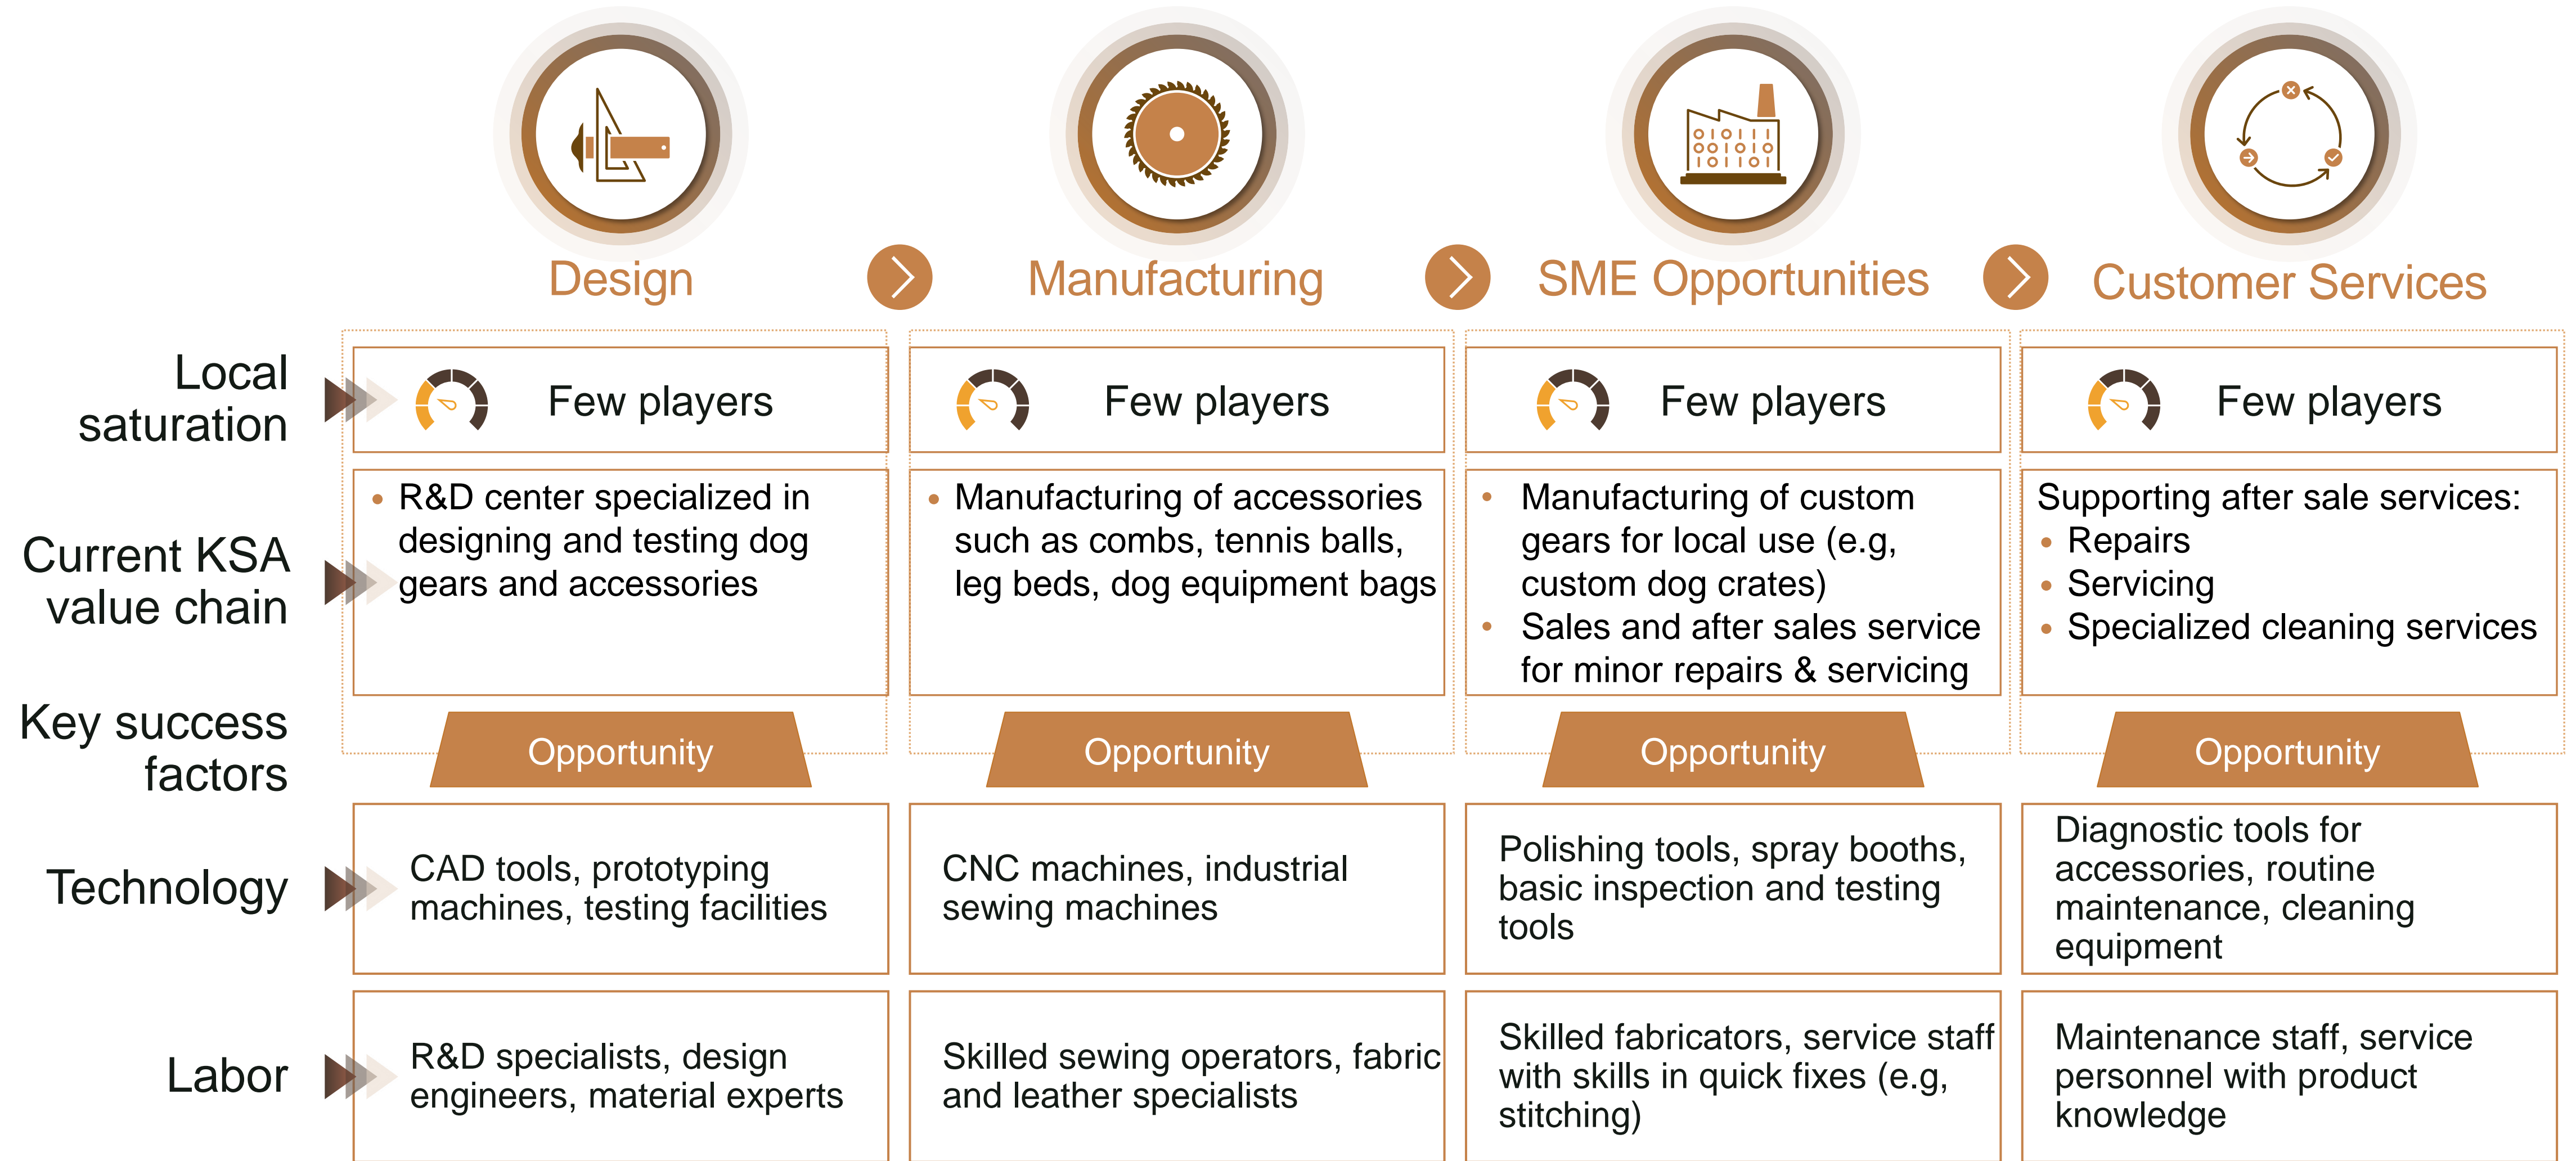 Design
Manufacturing
SME Opportunities
Customer Services
Local
saturation
Few players
Few players
Few players
Few players
Current KSA
value chain
• R&D center specialized in
designing and testing dog
gears and accessories
• Manufacturing of accessories
such as combs, tennis balls,
leg beds, dog equipment bags
• Manufacturing of custom
gears for local use (e.g,
custom dog crates)
• Sales and after sales service
for minor repairs & servicing
Supporting after sale services:
• Repairs
• Servicing
• Specialized cleaning services
Key success
factors
Opportunity
Opportunity
Opportunity
Opportunity
Technology
CAD tools, prototyping
machines, testing facilities
CNC machines, industrial
sewing machines
Polishing tools, spray booths,
basic inspection and testing
tools
Diagnostic tools for
accessories, routine
maintenance, cleaning
equipment
Labor
R&D specialists, design
engineers, material experts
Skilled sewing operators, fabric
and leather specialists
Skilled fabricators, service staff
with skills in quick fixes (e.g,
stitching)
Maintenance staff, service
personnel with product
knowledge